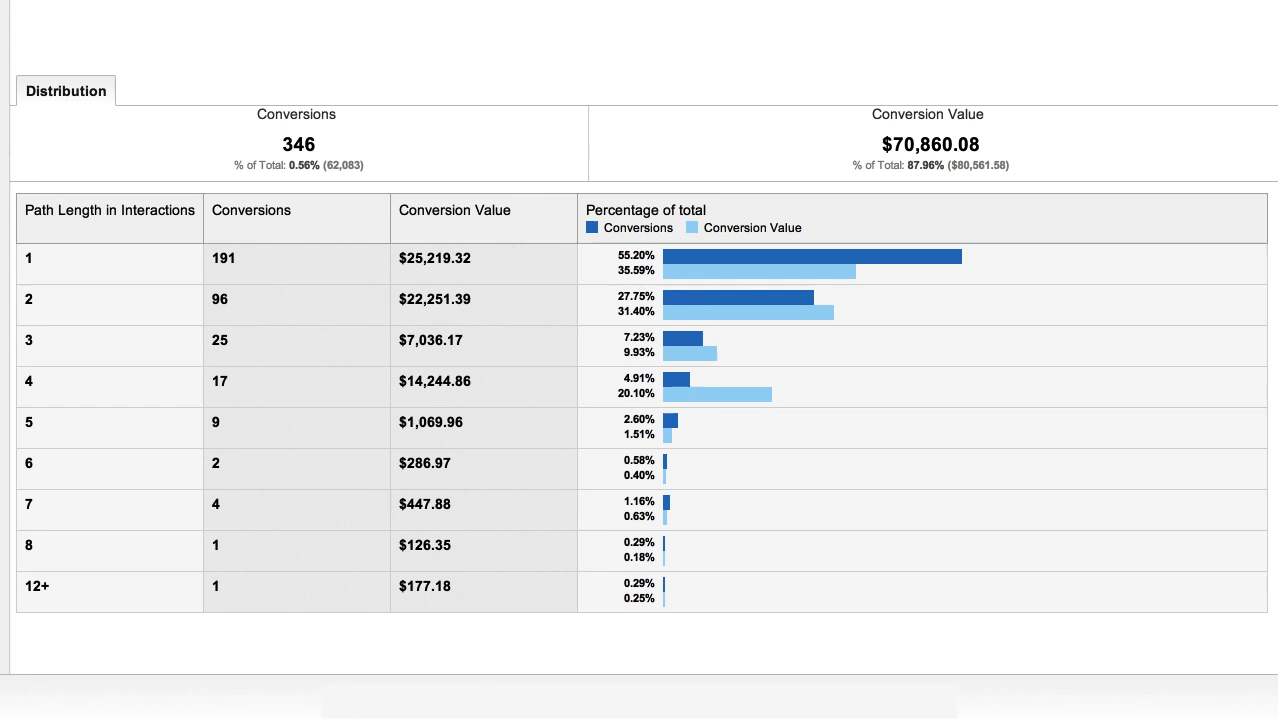 Distribution
Conversions
346
% of Total: 0.56% (62,083)
Conversion Value
$70,860.08
% of Total: 87.96% ($80,561.58)
Path Length in Interactions Conversions Conversion Value Percentage of total
Conversions Conversion Value
1 191 $25,219.32 55.20%
35.59%
2 96 $22,251.39 27.75%
31.40%
3 25 $7,036.17 7.23%
9.93%
4 17 $14,244.86 4.91%
20.10%
5 9 $1,069.96 2.60%
1.51%
6 2 $286.97 0.58%
0.40%
7 4 $447.88 1.16%
0.63%
8 1 $126.35 0.29%
0.18%
12+ 1 $177.18 0.29%
0.25%